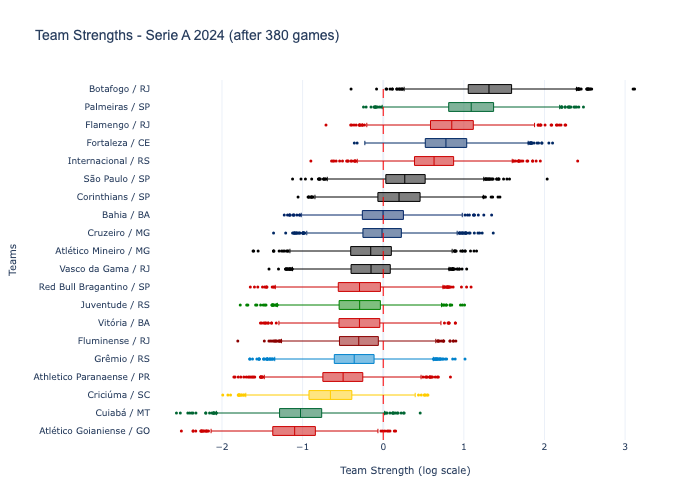 Team Strengths - Serie A 2024 (after 380 games)
Botafogo / RJ
Palmeiras / SP
Flamengo / RJ
Fortaleza / CE
Internacional / RS
São Paulo / SP
Corinthians / SP
Bahia / BA
Cruzeiro / MG
Atlético Mineiro / MG
Vasco da Gama / RJ
Red Bull Bragantino / SP
Juventude / RS
Vitória / BA
Fluminense / RJ
Grêmio / RS
Athletico Paranaense / PR
Criciúma / SC
Cuiabá / MT
Atlético Goianiense / GO
Teams
−2 −1 0 1 2 3
Team Strength (log scale)